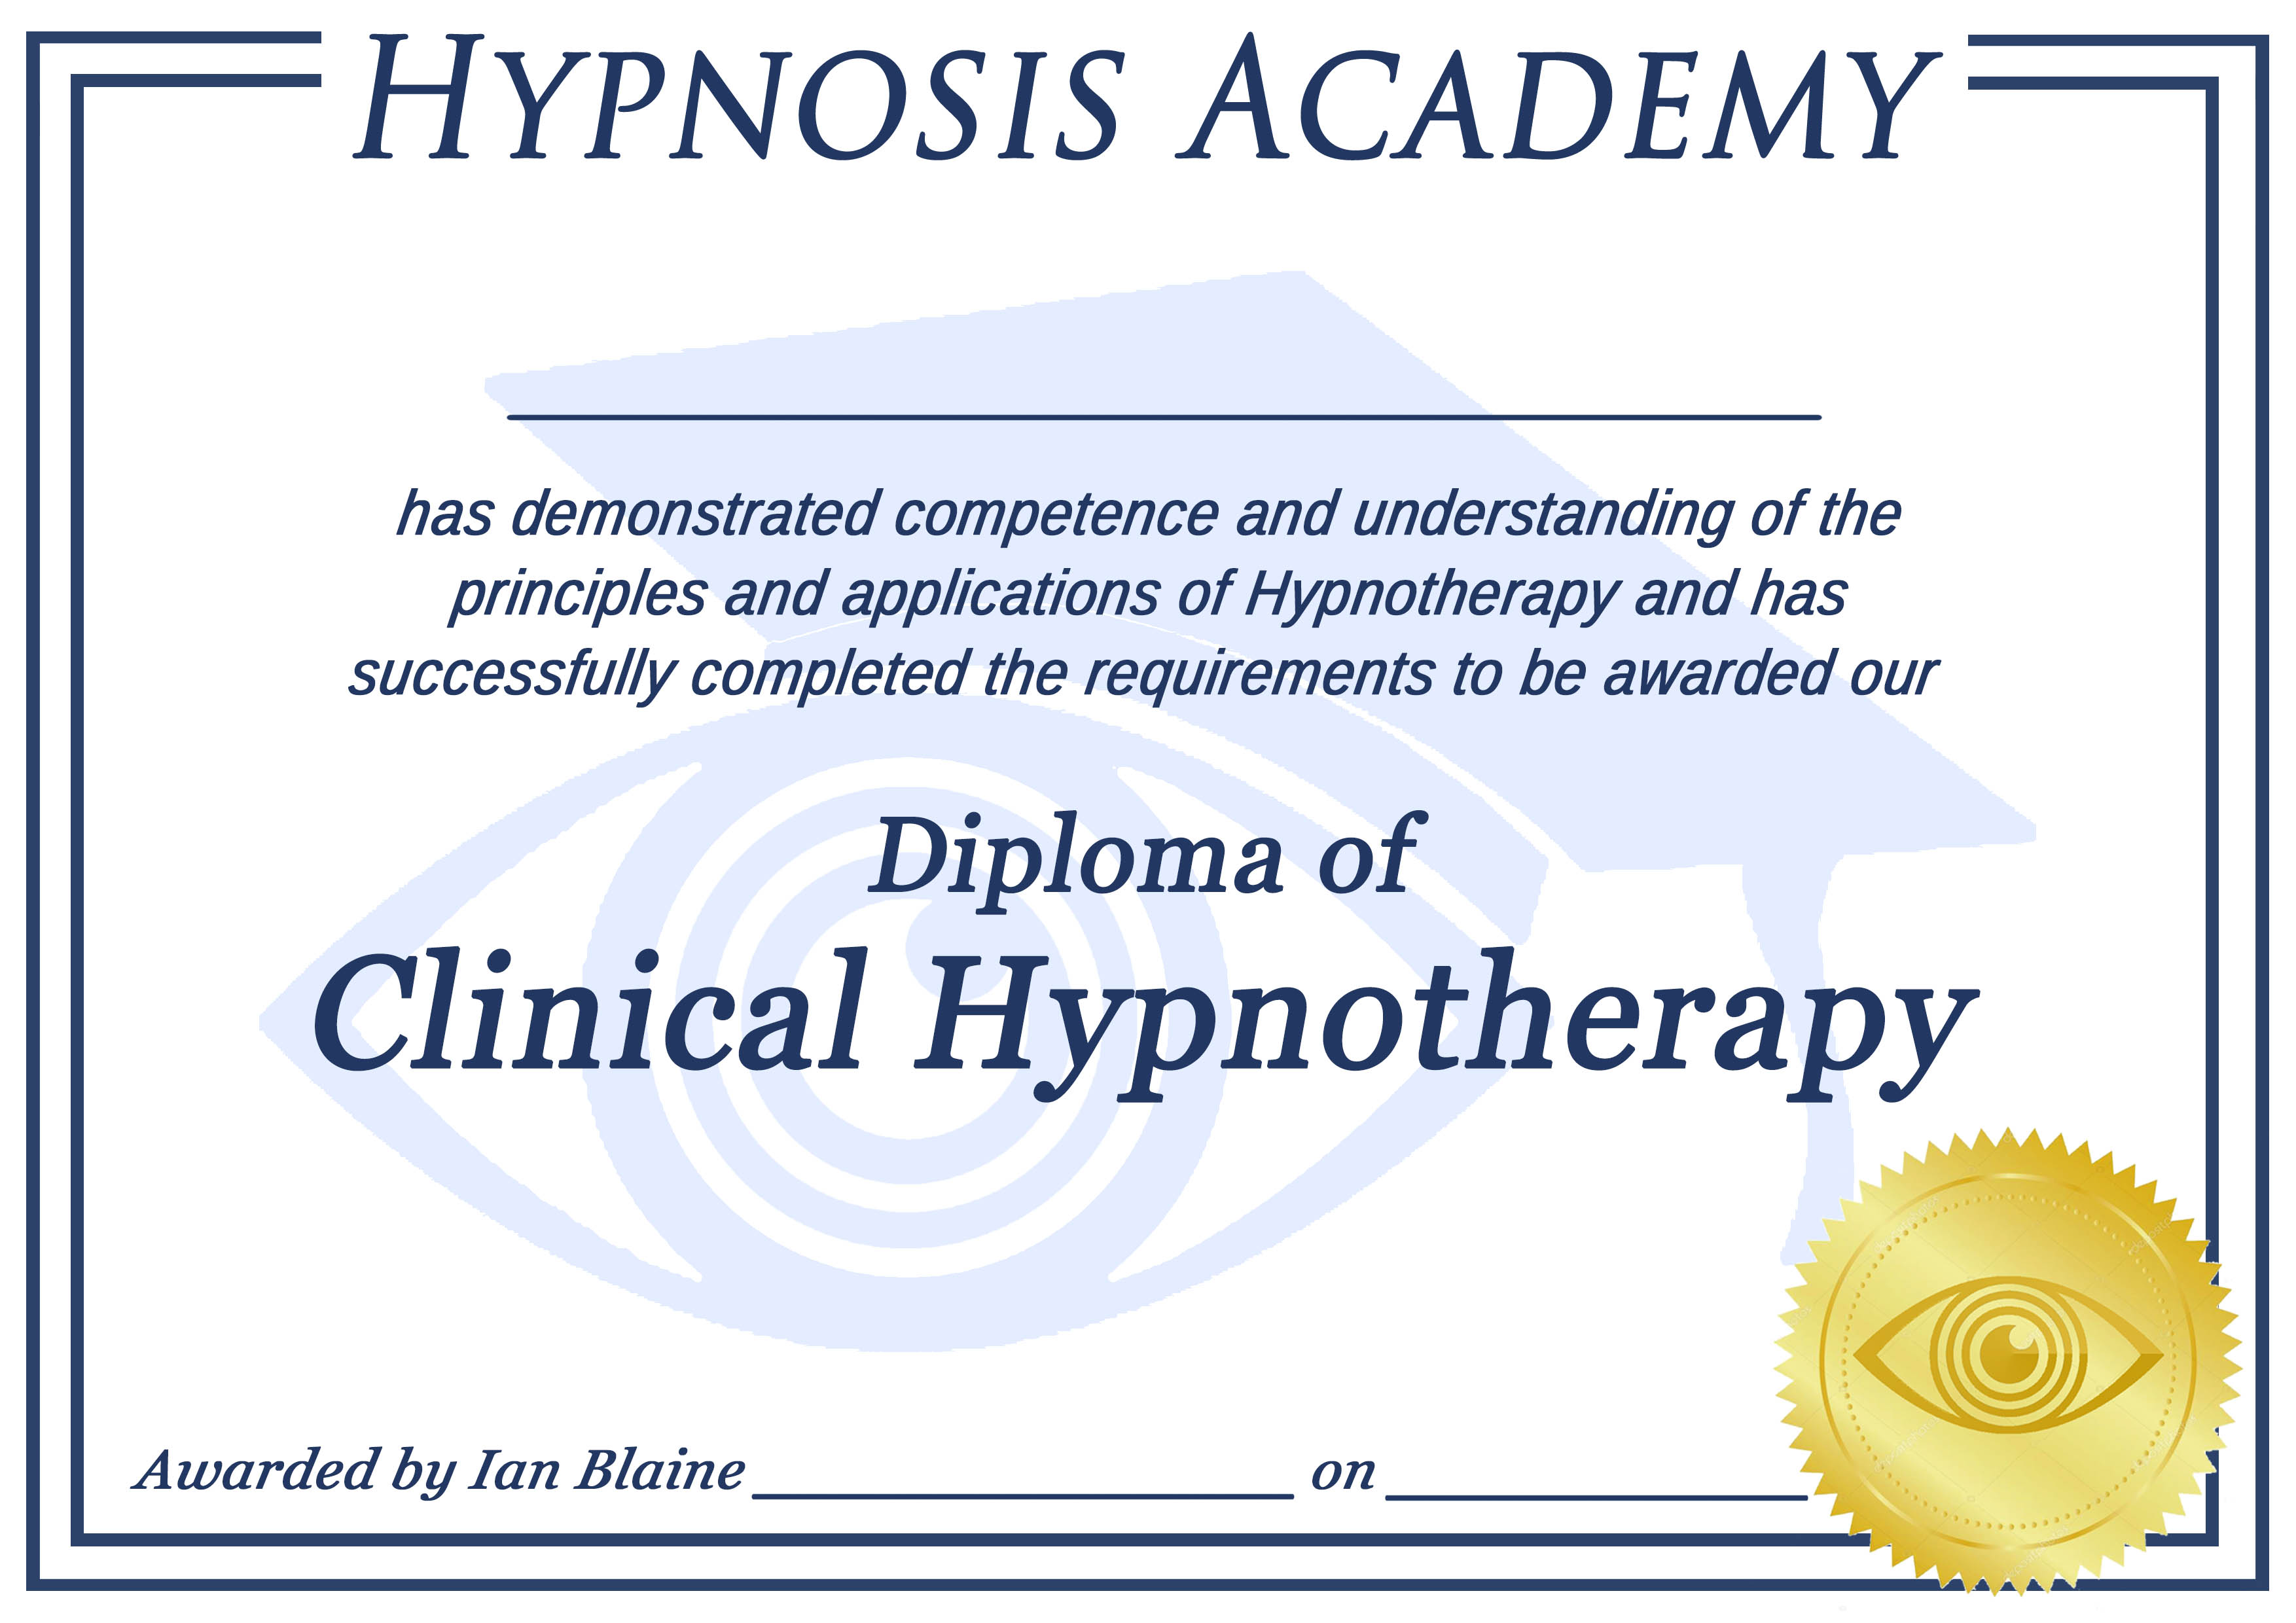 HYPNOSIS ACADEMY
has demonstrated competence and understanding of the
principles and applications of Hypnotherapy and has
successfully completed the requirements to be awarded our
Diploma of
Clinical Hypnotherapy
Awarded by Ian Blaine on